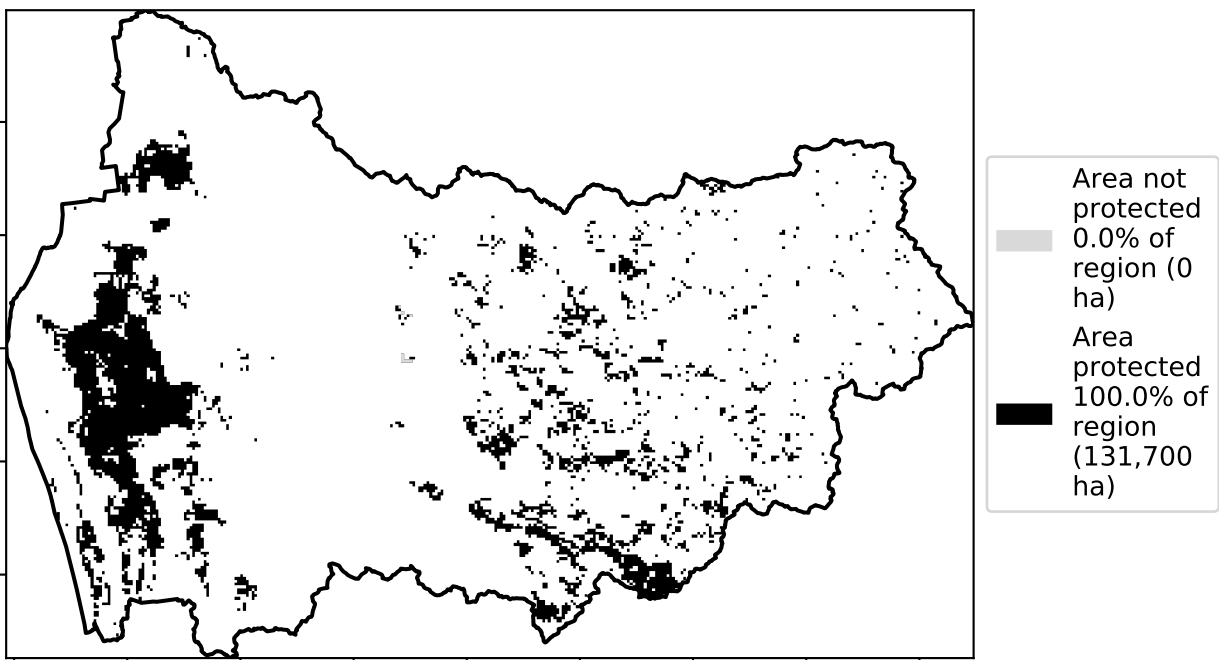 Area not
protected
0.0% of
region (0
ha)
Area
protected
100.0% of
region
(131,700
ha)